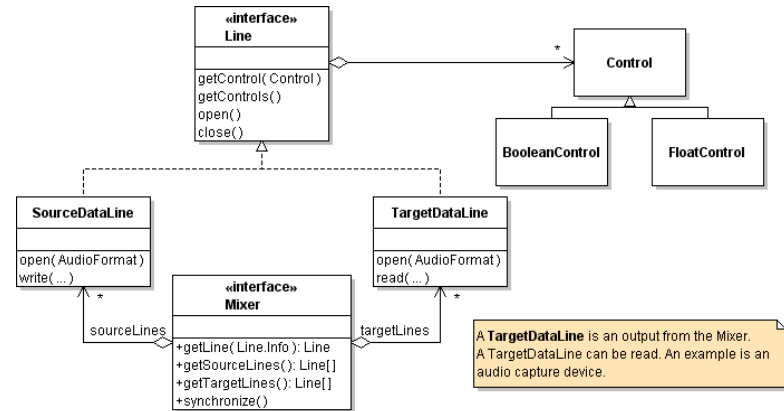 «interface»
Line
getControl( Control )
getControls()
open()
close()
*
Control
BooleanControl
FloatControl
SourceDataLine
open( AudioFormat )
write( ... )
TargetDataLine
open( AudioFormat )
read( ... )
*
*
sourceLines
targetLines
«interface»
Mixer
+getLine( Line.Info ): Line
+getSourceLines(): Line[ ]
+getTargetLines(): Line[ ]
+synchronize()
A TargetDataLine is an output from the Mixer.
A TargetDataLine can be read. An example is an
audio capture device.